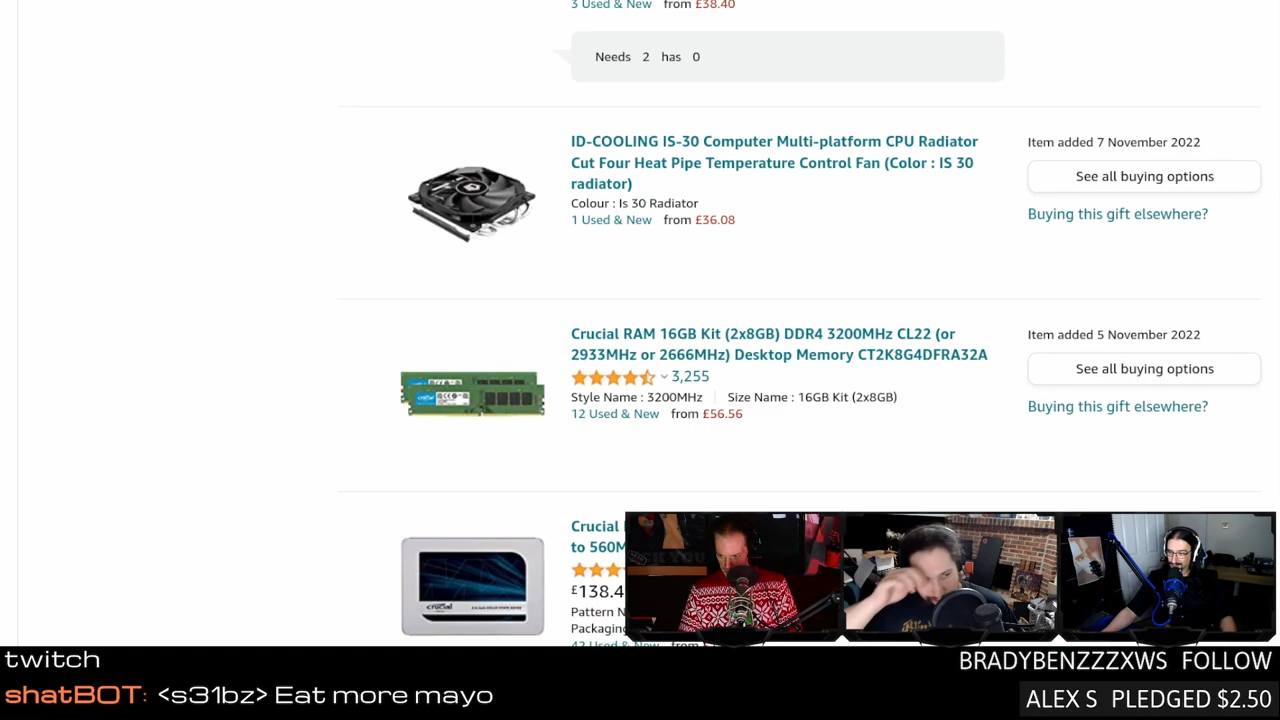 3 Used & New from £38.40
Needs 2 has 0
ID-COOLING IS-30 Computer Multi-platform CPU Radiator
Cut Four Heat Pipe Temperature Control Fan (Color : IS 30
radiator)
Colour : Is 30 Radiator
1 Used & New from £36.08
Item added 7 November 2022
See all buying options
Buying this gift elsewhere?
Crucial RAM 16GB Kit (2x8GB) DDR4 3200MHz CL22 (or
2933MHz or 2666MHz) Desktop Memory CT2K8G4DFRA32A
3,255
Style Name : 3200MHz Size Name : 16GB Kit (2x8GB)
12 Used & New from £56.56
Item added 5 November 2022
See all buying options
Buying this gift elsewhere?
Crucial
to 560M
£138.4
Pattern N
Packaging
42 Used & New from
crucial
twitch
shatBOT: <s31bz> Eat more mayo
BRADYBENZZZXWS FOLLOW
ALEX S PLEDGED $2.50